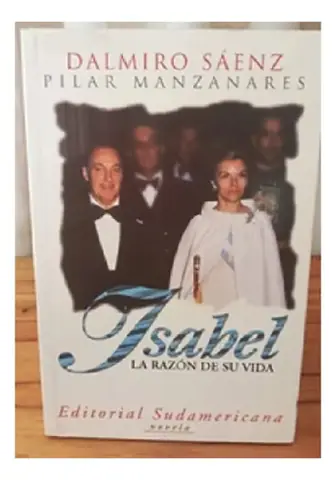 DALMIRO SÁENZ
PILAR MANZANARES
Isabel
LA RAZÓN DE SU VIDA
Editorial Sudamericana
novela